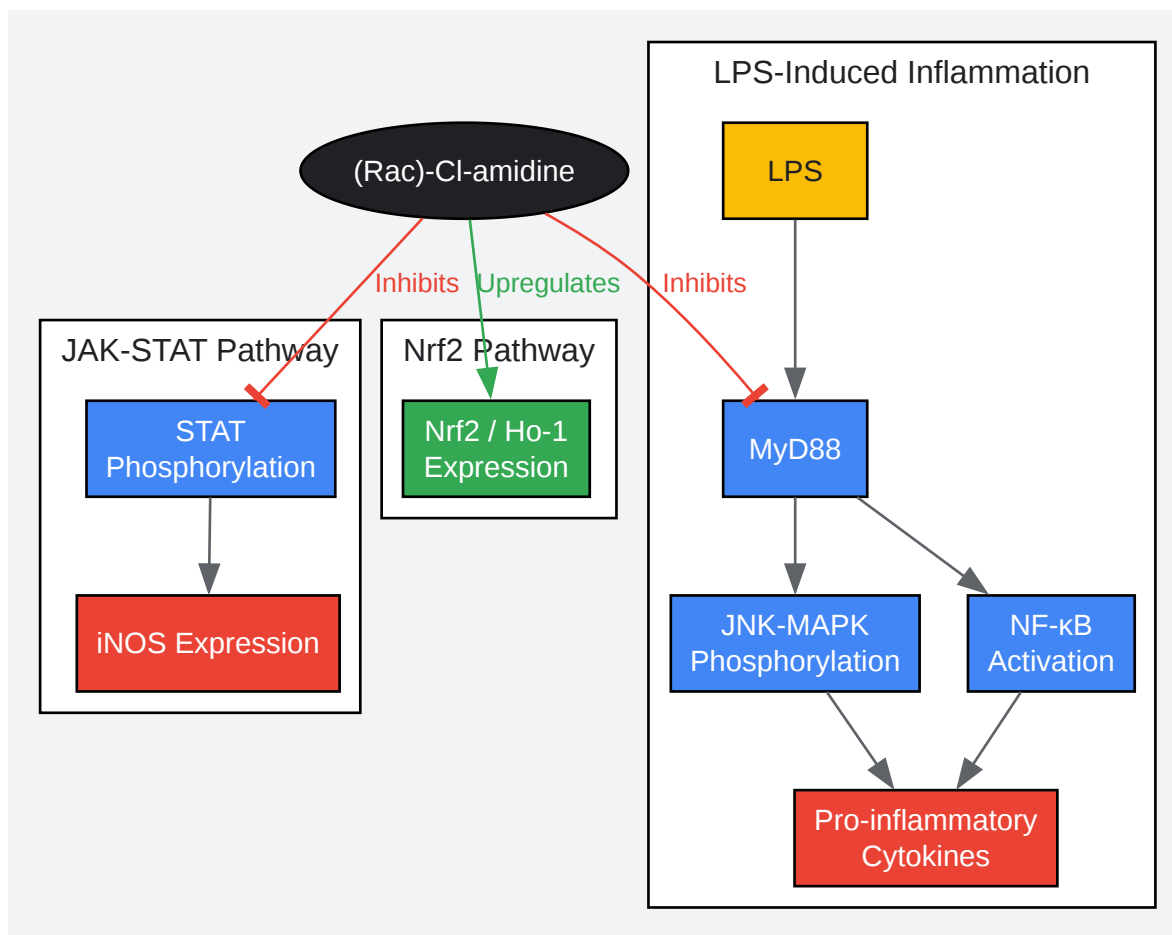 LPS-Induced Inflammation
(Rac)-Cl-amidine
LPS
Inhibits
Upregulates
Inhibits
JAK-STAT Pathway
Nrf2 Pathway
STAT
Phosphorylation
Nrf2 / Ho-1
Expression
MyD88
iNOS Expression
JNK-MAPK
Phosphorylation
NF-κB
Activation
Pro-inflammatory
Cytokines